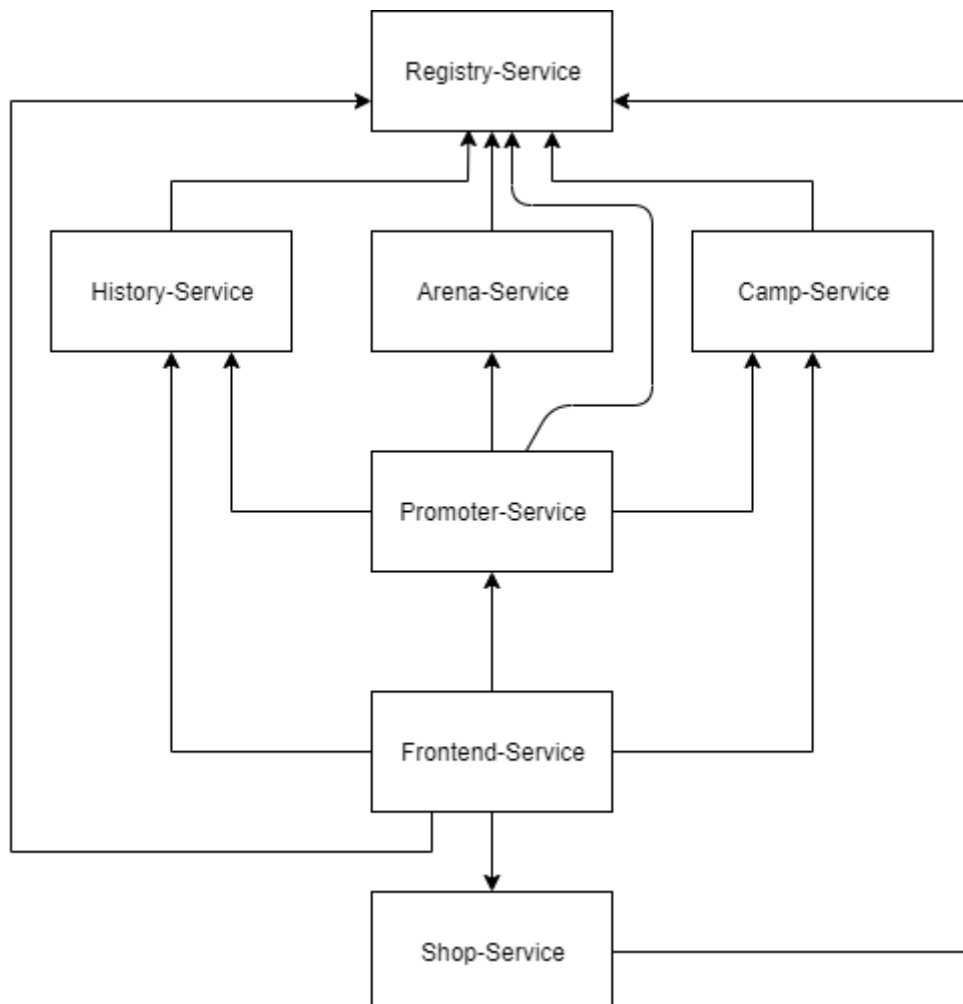 Registry-Service
History-Service
Arena-Service
Camp-Service
Promoter-Service
Frontend-Service
Shop-Service